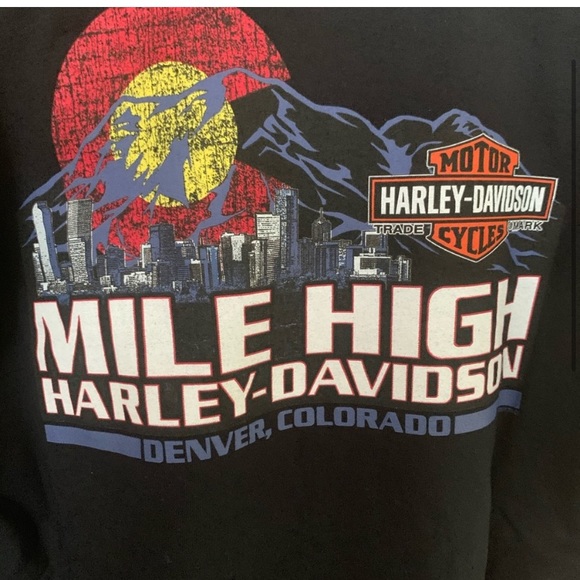 MOTOR
HARLEY-DAVIDSON
TRADE MARK
CYCLES
MILE HIGH
HARLEY-DAVIDSON
DENVER, COLORADO